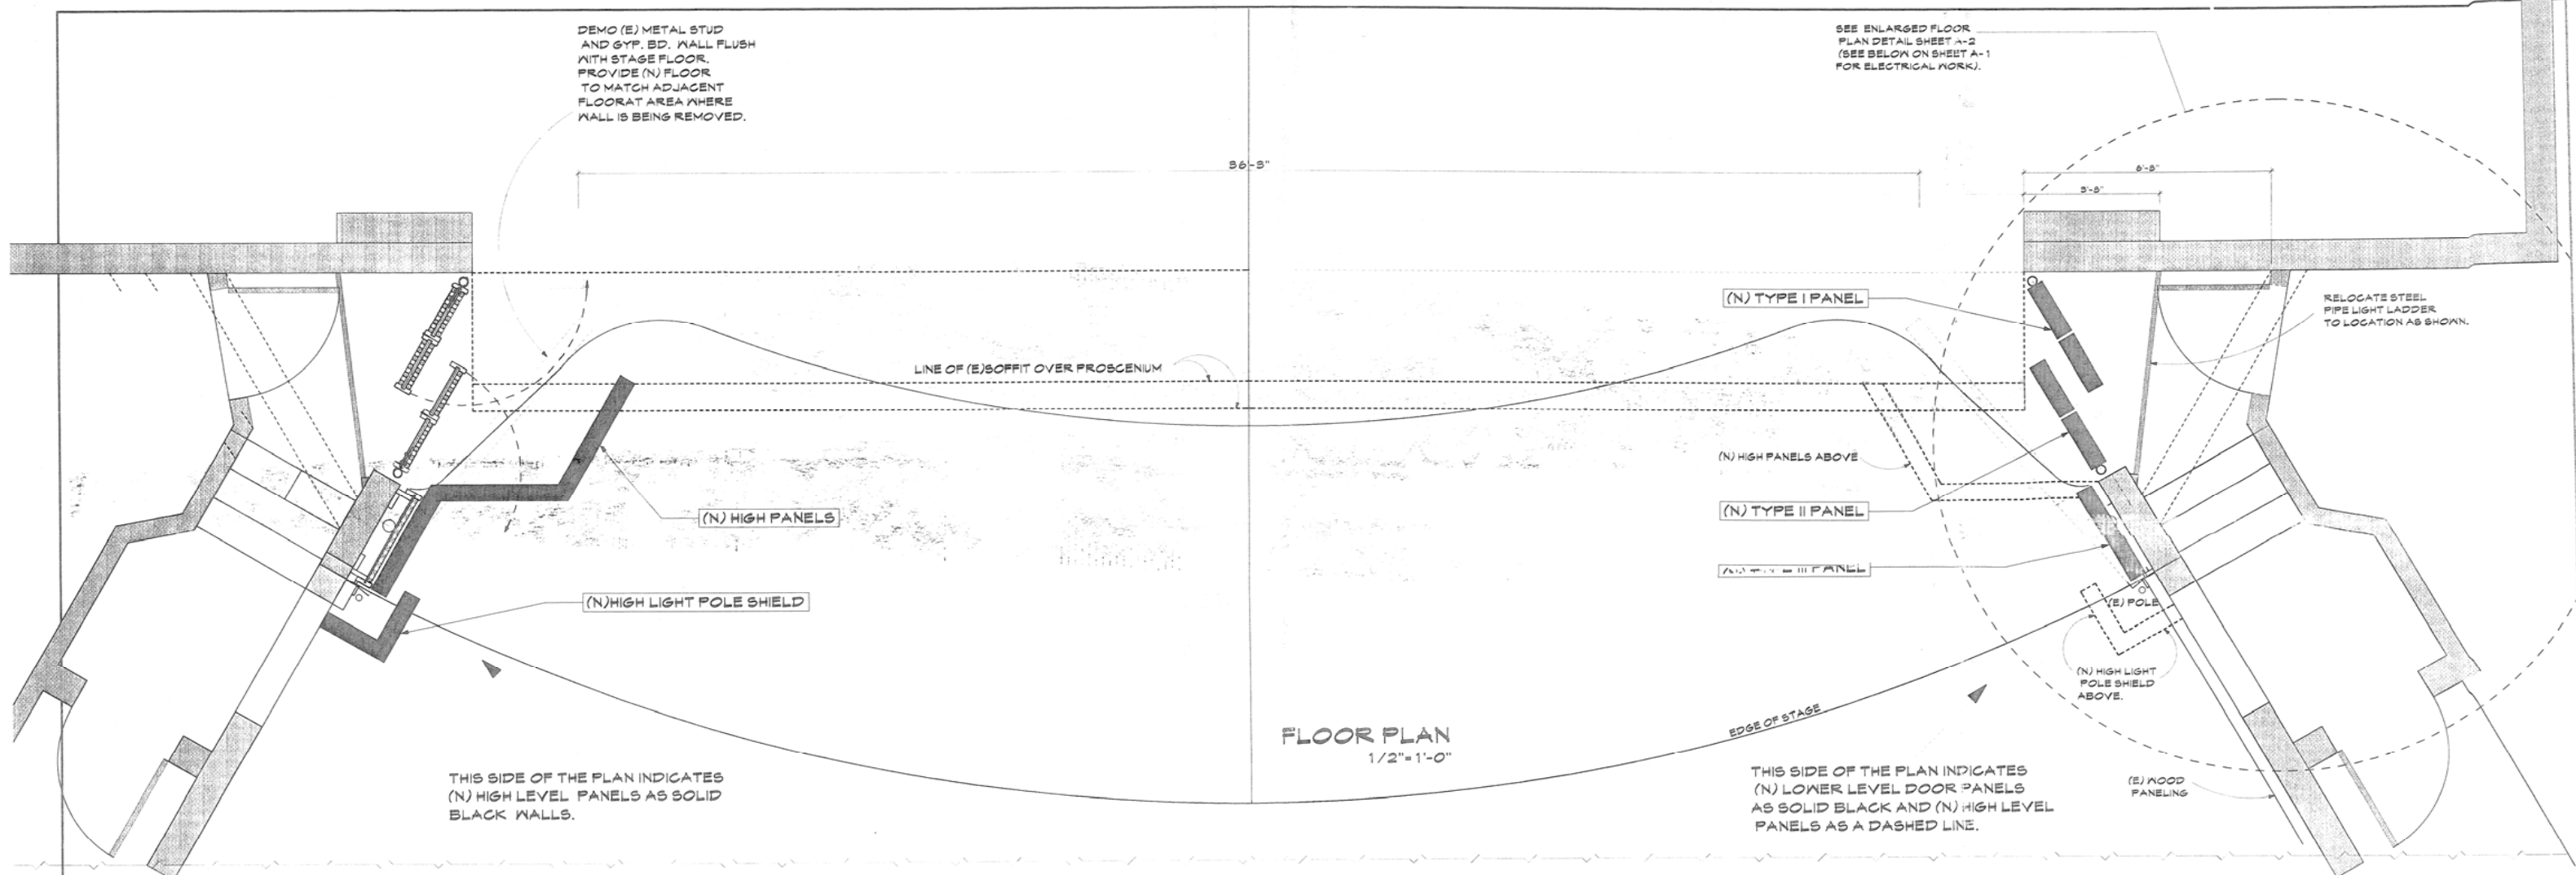 DEMO (E) METAL STUD
AND GYP. BD. WALL FLUSH
WITH STAGE FLOOR.
PROVIDE (N) FLOOR
TO MATCH ADJACENT
FLOORAT AREA WHERE
WALL IS BEING REMOVED.
SEE ENLARGED FLOOR
PLAN DETAIL SHEET A-2
(SEE BELOW ON SHEET A-1
FOR ELECTRICAL WORK).
(N) TYPE I PANEL
RELOCATE STEEL
PIPE LIGHT LADDER
TO LOCATION AS SHOWN.
LINE OF (E)SOFFIT OVER PROSCENIUM
(N) HIGH PANELS ABOVE
(N) HIGH PANELS
(N) TYPE II PANEL
III PANEL
(N)HIGH LIGHT POLE SHIELD
(E) POLE
(N) HIGH LIGHT
POLE SHIELD
ABOVE.
EDGE OF STAGE
FLOOR PLAN
1/2"=1'-0"
THIS SIDE OF THE PLAN INDICATES
(N) HIGH LEVEL PANELS AS SOLID
BLACK WALLS.
THIS SIDE OF THE PLAN INDICATES
(N) LOWER LEVEL DOOR PANELS
AS SOLID BLACK AND (N) HIGH LEVEL
PANELS AS A DASHED LINE.
(E) WOOD
PANELING